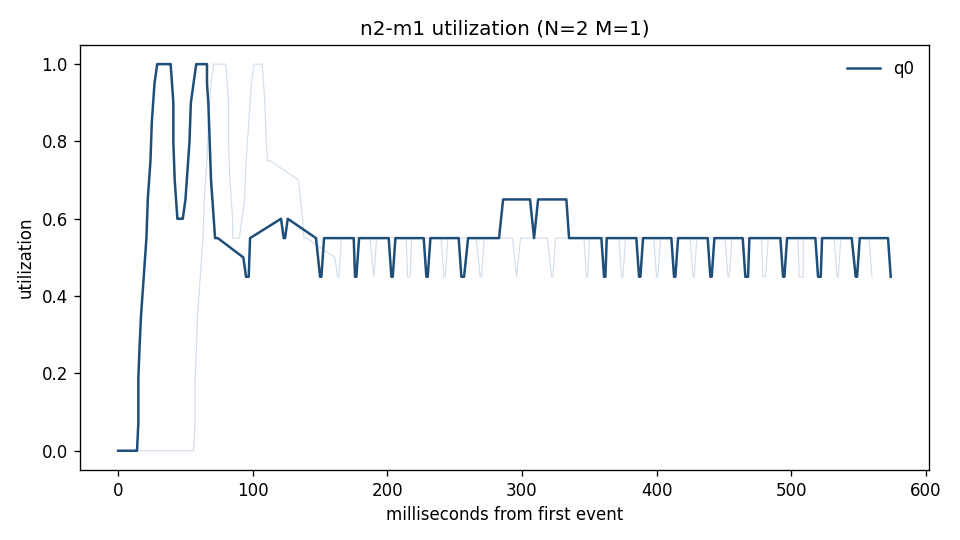 n2-m1 utilization (N=2 M=1)
q0
utilization
1.0
0.8
0.6
0.4
0.2
0.0
0 100 200 300 400 500 600
milliseconds from first event